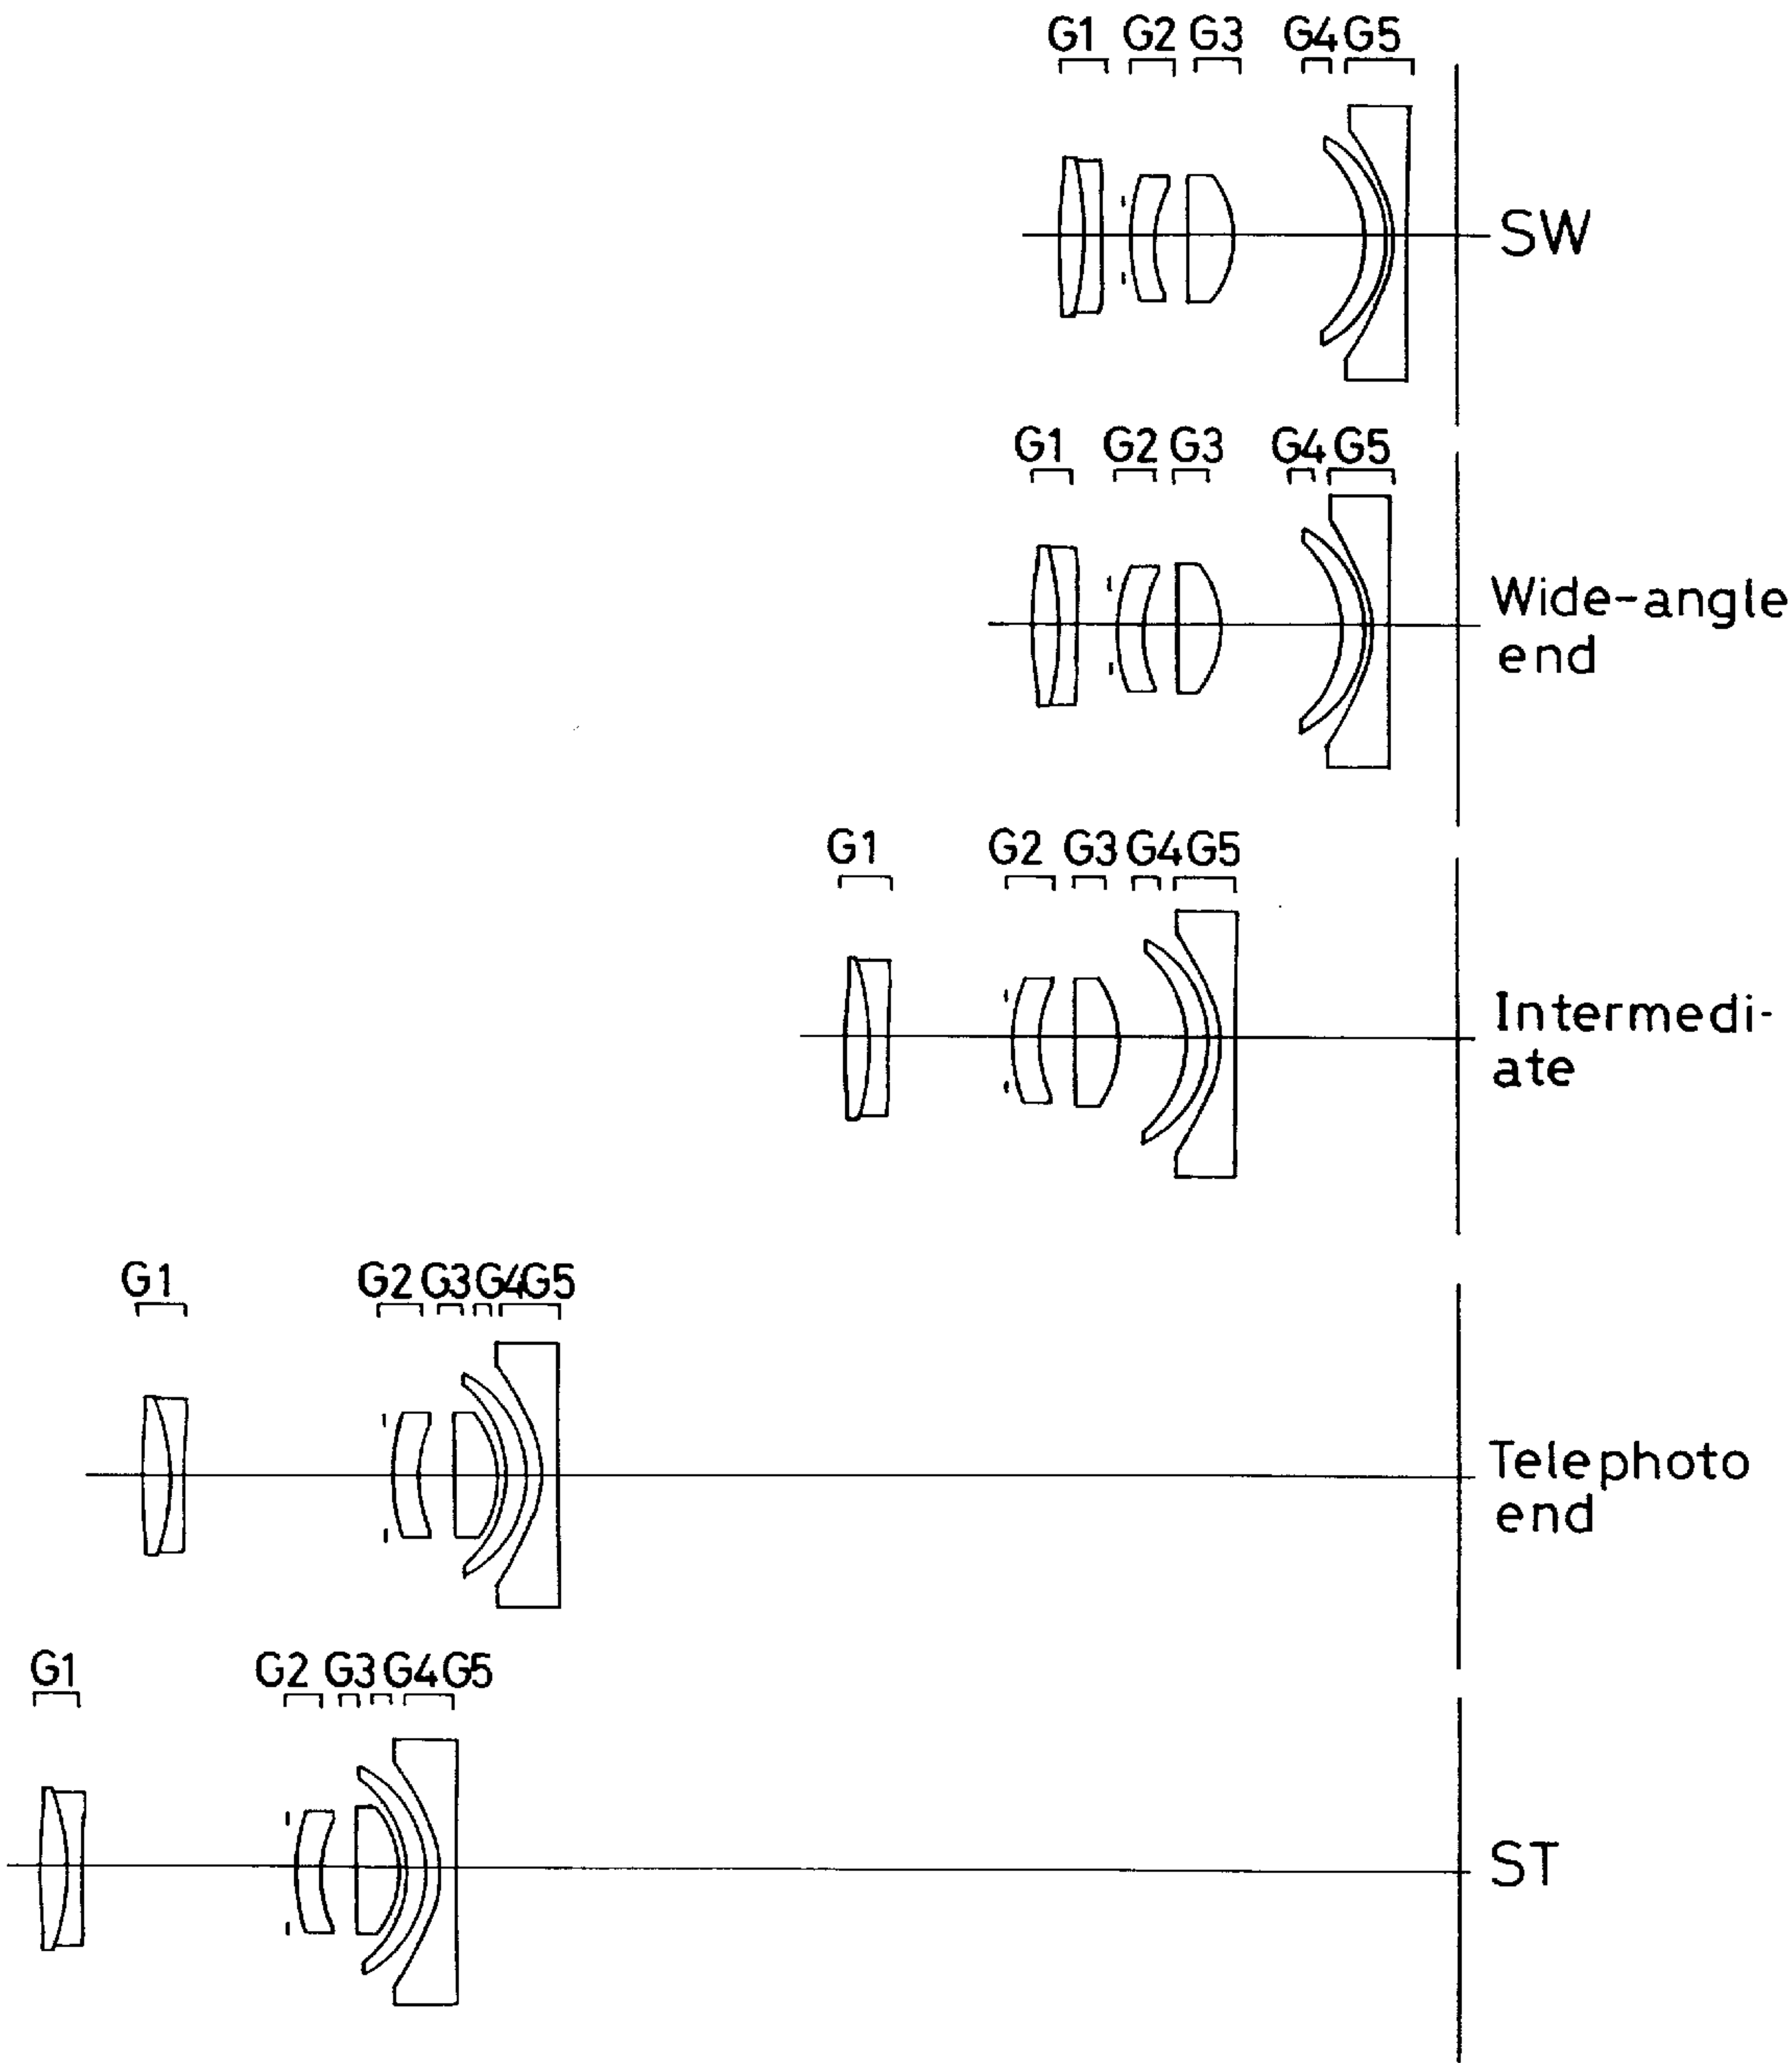 G1 G2 G3 G4 G5
SW
G1 G2 G3 G4 G5
Wide-angle
end
G1 G2 G3 G4 G5
Intermedi-
ate
G1 G2 G3 G4 G5
Telephoto
end
G1 G2 G3 G4 G5
ST